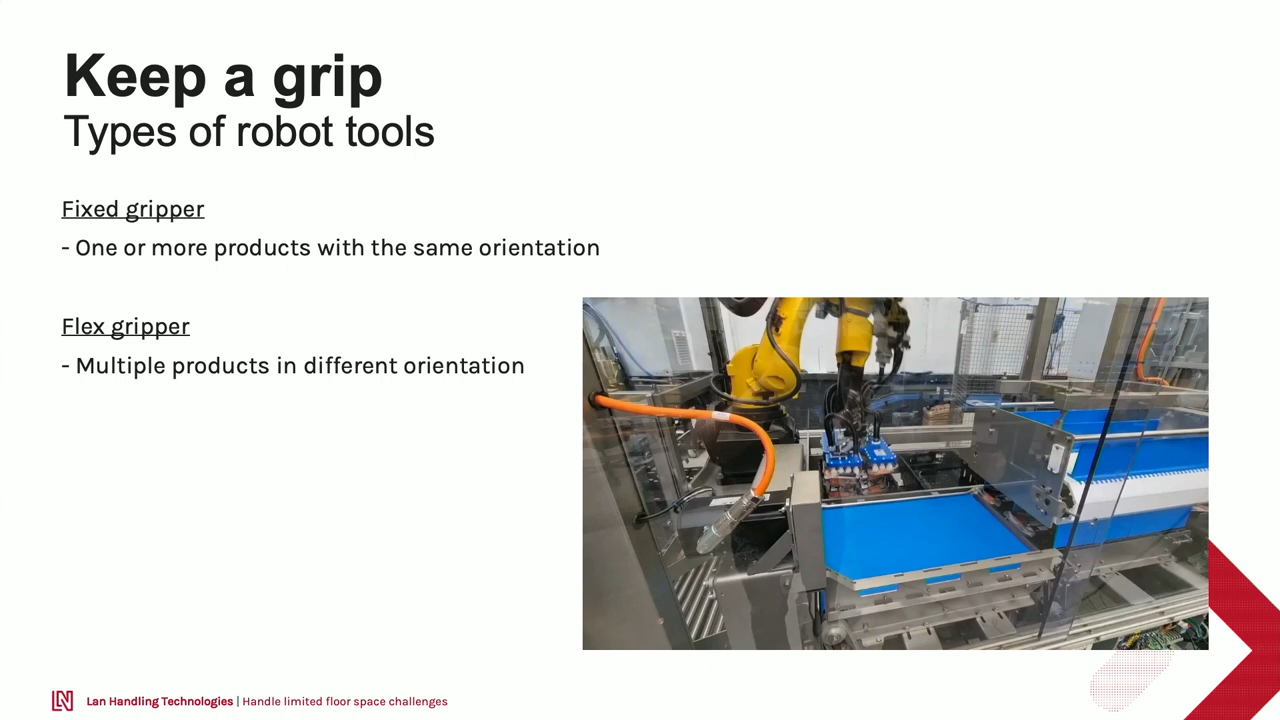 Keep a grip
Types of robot tools
Fixed gripper
- One or more products with the same orientation
Flex gripper
- Multiple products in different orientation
Lan Handling Technologies | Handle limited floor space challenges